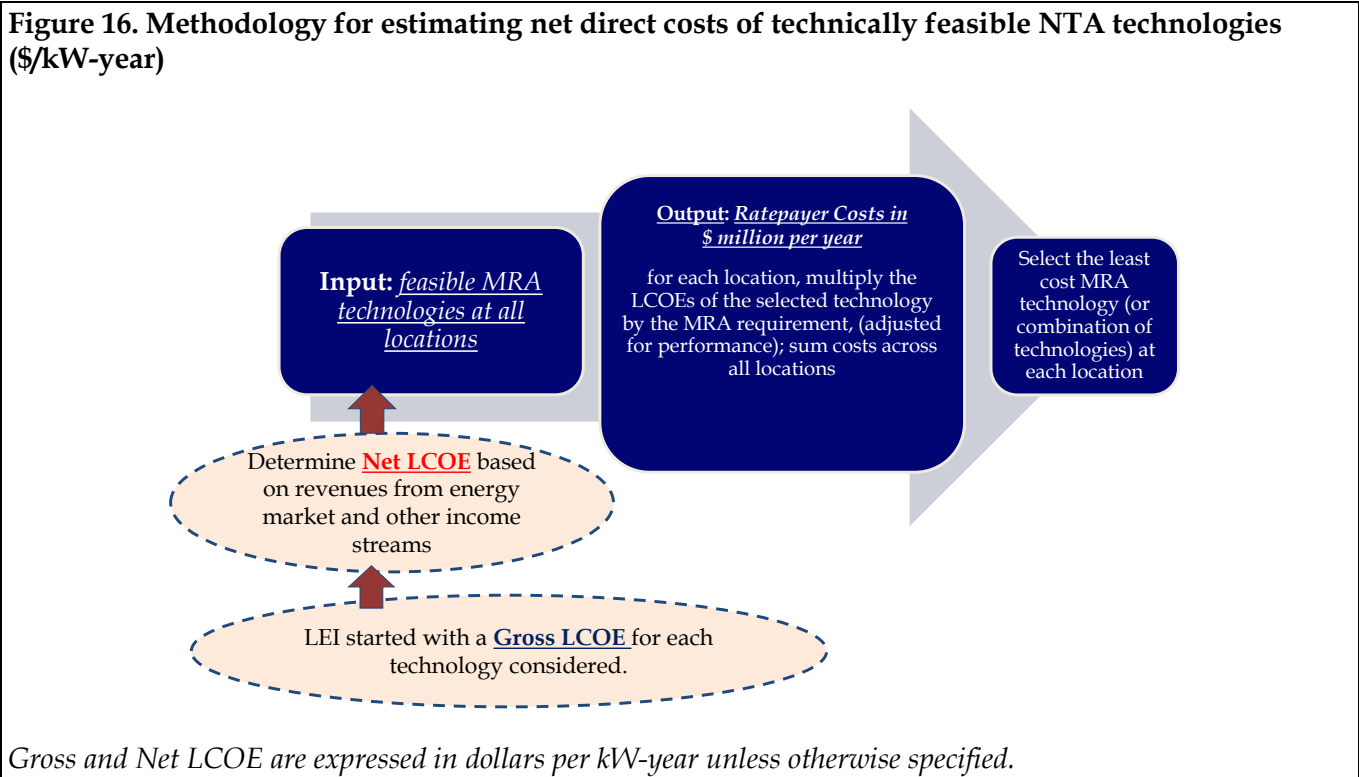 Figure 16. Methodology for estimating net direct costs of technically feasible NTA technologies
($/kW-year)
Input: feasible MRA
technologies at all
locations
Output: Ratepayer Costs in
$ million per year
for each location, multiply the
LCOEs of the selected technology
by the MRA requirement, (adjusted
for performance); sum costs across
all locations
Select the least
cost MRA
technology (or
combination of
technologies) at
each location
Determine Net LCOE based
on revenues from energy
market and other income
streams
LEI started with a Gross LCOE for each
technology considered.
Gross and Net LCOE are expressed in dollars per kW-year unless otherwise specified.